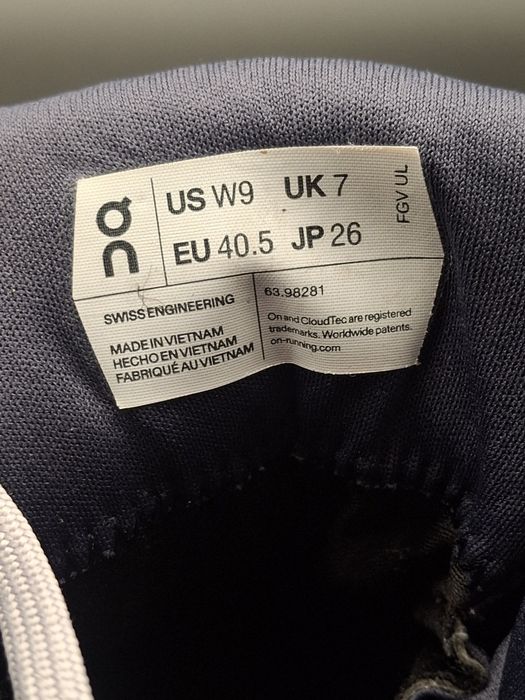 on
US W9 UK 7
EU 40.5 JP 26
FGV UL
SWISS ENGINEERING
MADE IN VIETNAM
HECHO EN VIETNAM
FABRIQUÉ AU VIETNAM
63.98281
On and CloudTec are registered
trademarks. Worldwide patents.
on-running.com